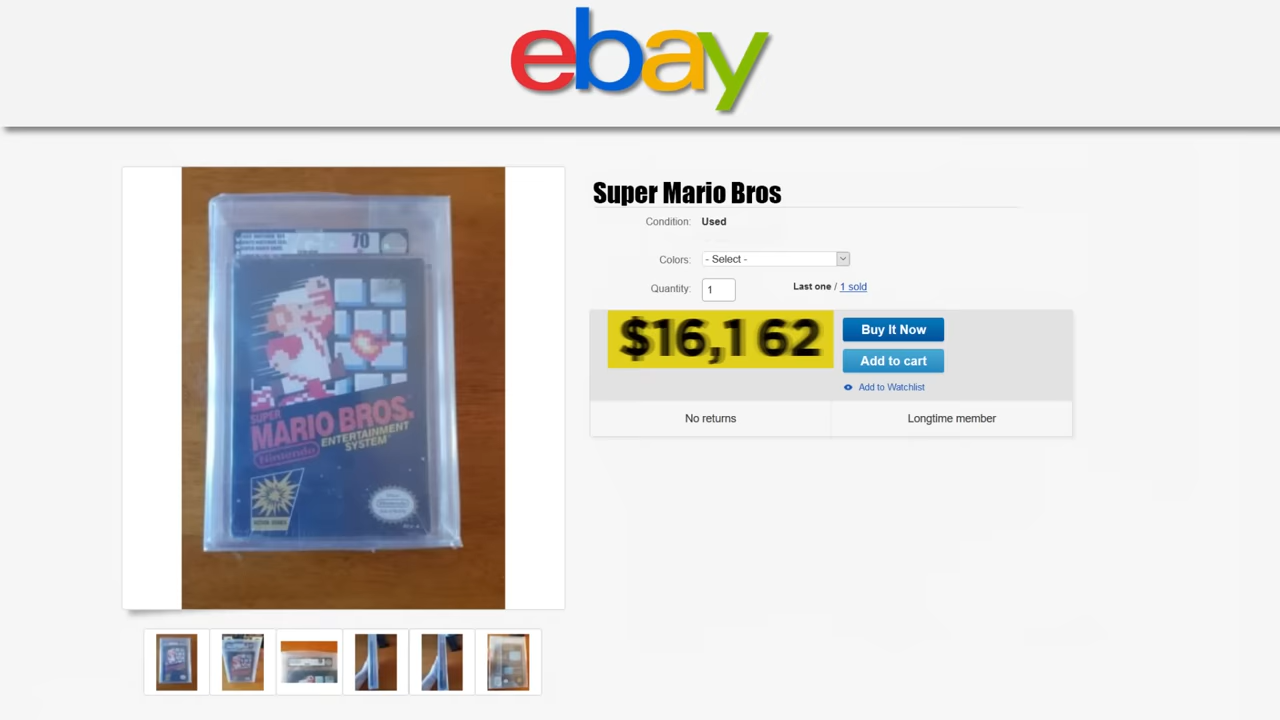 ebay
Super Mario Bros
Condition: Used
Colors: - Select -
Quantity: 1 Last one / 1 sold
$16,162 Buy It Now
Add to cart
Add to Watchlist
No returns Longtime member
70
SUPER
MARIO BROS.
ENTERTAINMENT
SYSTEM
Nintendo